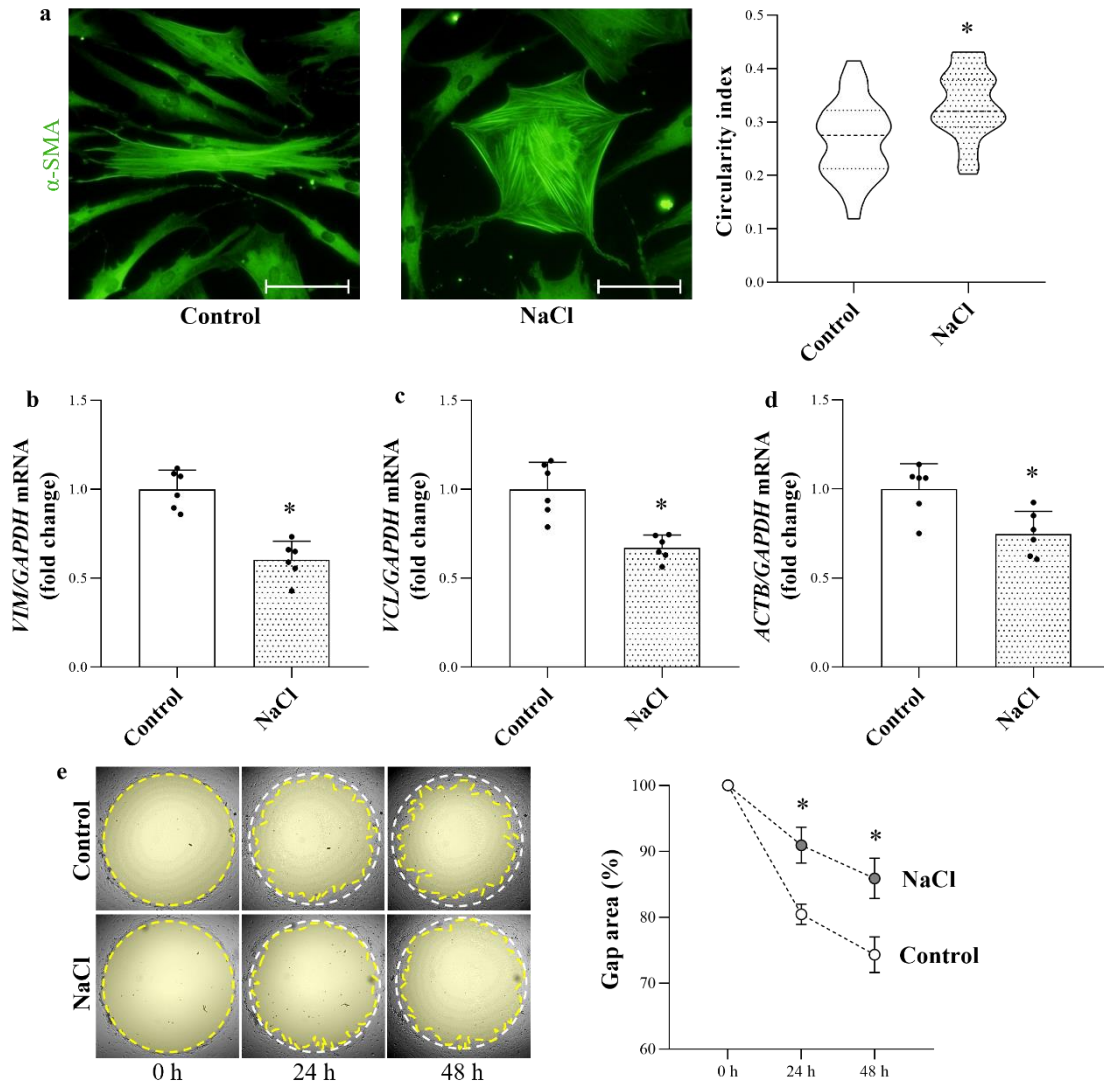 a
α-SMA
Control
NaCl
Circularity index
0.5
0.4
0.3
0.2
0.1
0.0
*
Control
NaCl
b
VIM/GAPDH mRNA
(fold change)
1.5
1.0
0.5
0.0
*
Control
NaCl
c
VCL/GAPDH mRNA
(fold change)
1.5
1.0
0.5
0.0
*
Control
NaCl
d
ACTB/GAPDH mRNA
(fold change)
1.5
1.0
0.5
0.0
*
Control
NaCl
e
Control
NaCl
0 h
24 h
48 h
Gap area (%)
100
90
80
70
60
*
*
NaCl
Control
0 h
24 h
48 h